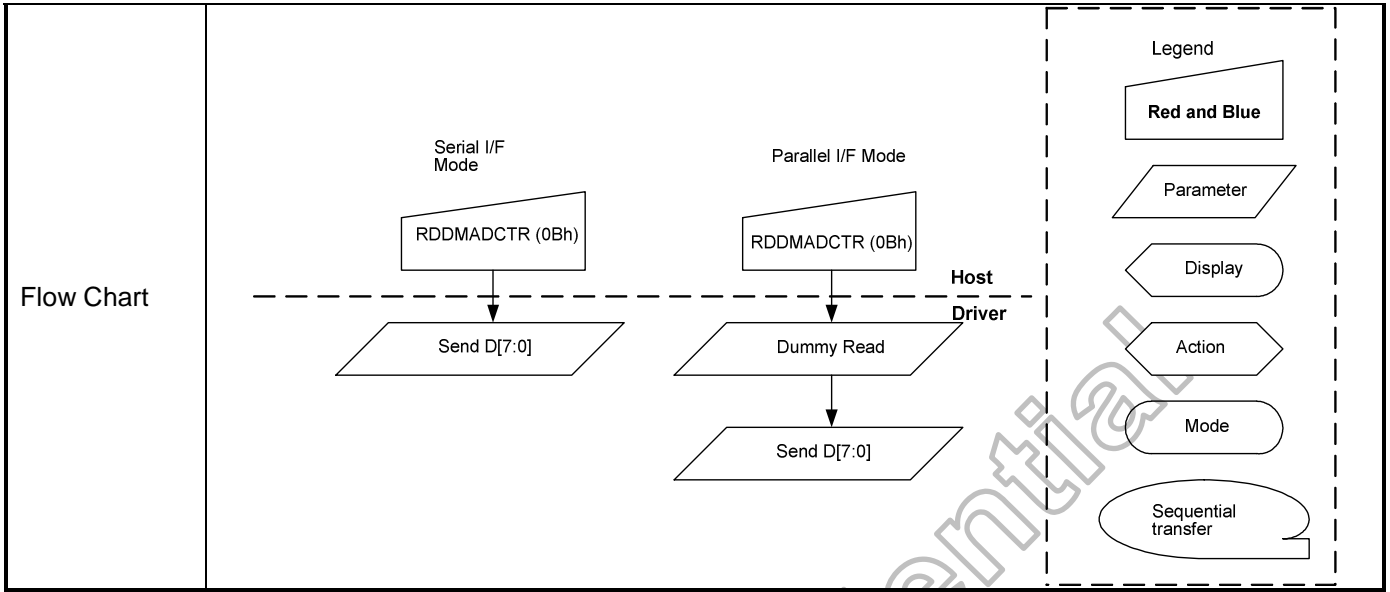 Flow Chart
Serial I/F
Mode
RDDMADCTR (0Bh)
Send D[7:0]
Parallel I/F Mode
RDDMADCTR (0Bh)
Host
Driver
Dummy Read
Send D[7:0]
Legend
Red and Blue
Parameter
Display
Action
Mode
Sequential
transfer
ential